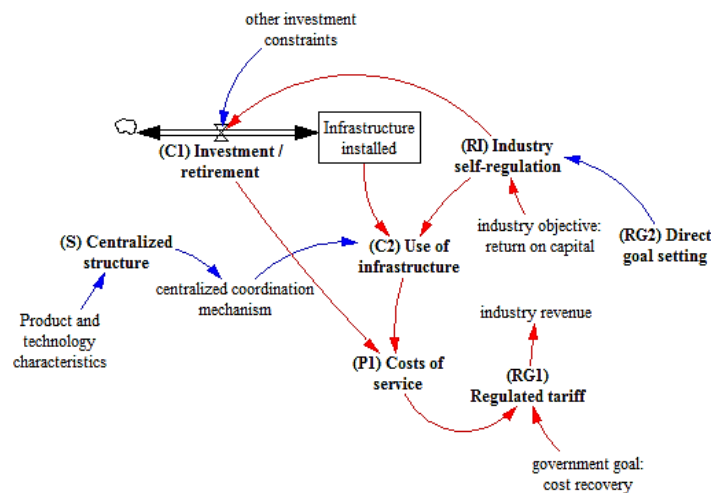 other investment
constraints
Infrastructure
installed
(C1) Investment /
retirement
(RI) Industry
self-regulation
industry objective:
return on capital
(RG2) Direct
goal setting
(S) Centralized
structure
(C2) Use of
infrastructure
centralized coordination
mechanism
Product and
technology
characteristics
industry revenue
(P1) Costs of
service
(RG1)
Regulated tariff
government goal:
cost recovery